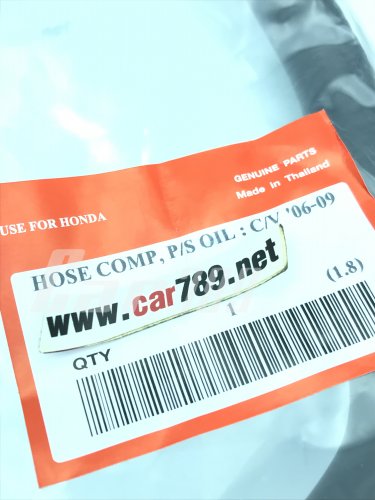 GENUINE PARTS
Made in Thailand
USE FOR HONDA
HOSE COMP, P/S OIL : C/V '06-09
www.car789.net
1
(1.8)
QTY